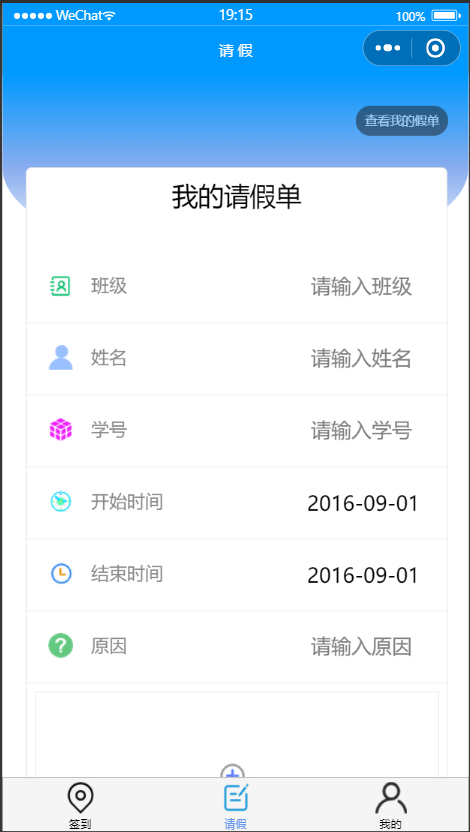 WeChat 19:15 100%
请假
查看我的假单
我的请假单
班级 请输入班级
姓名 请输入姓名
学号 请输入学号
开始时间 2016-09-01
结束时间 2016-09-01
原因 请输入原因
签到 请假 我的